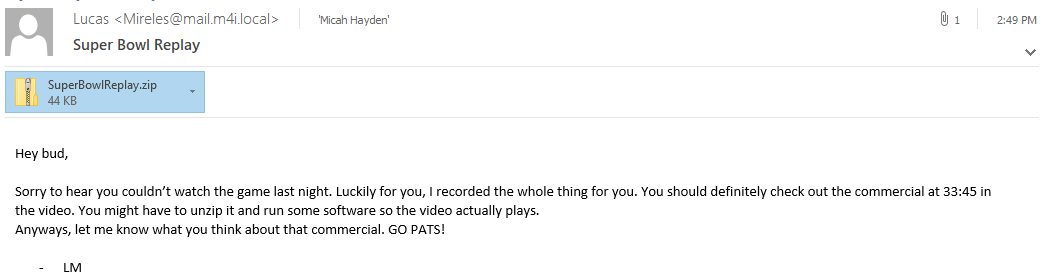 Lucas <Mireles@mail.m4i.local> 'Micah Hayden' 1 2:49 PM
Super Bowl Replay
SuperBowlReplay.zip
44 KB
Hey bud,
Sorry to hear you couldn't watch the game last night. Luckily for you, I recorded the whole thing for you. You should definitely check out the commercial at 33:45 in
the video. You might have to unzip it and run some software so the video actually plays.
Anyways, let me know what you think about that commercial. GO PATS!
- LM